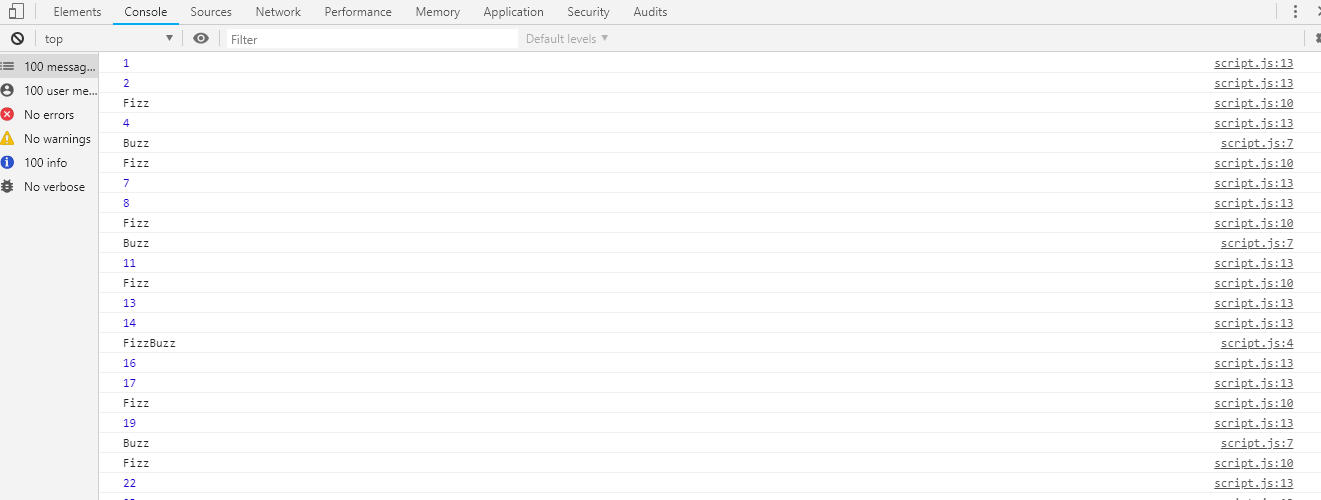 Elements Console Sources Network Performance Memory Application Security Audits
top Filter Default levels
100 messag...
100 user me...
No errors
No warnings
100 info
No verbose
1 script.js:13
2 script.js:13
Fizz script.js:10
4 script.js:13
Buzz script.js:7
Fizz script.js:10
7 script.js:13
8 script.js:13
Fizz script.js:10
Buzz script.js:7
11 script.js:13
Fizz script.js:10
13 script.js:13
14 script.js:13
FizzBuzz script.js:4
16 script.js:13
17 script.js:13
Fizz script.js:10
19 script.js:13
Buzz script.js:7
Fizz script.js:10
22 script.js:13